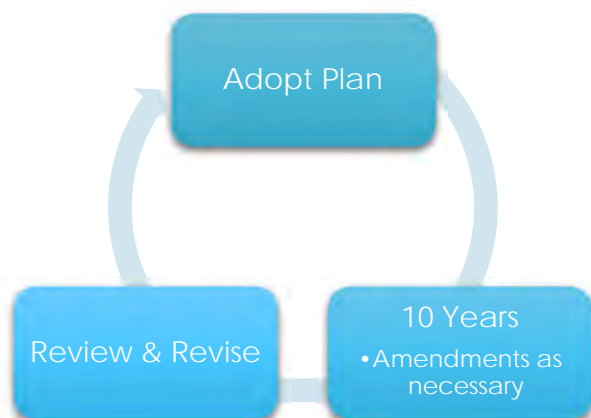 Adopt Plan
Review & Revise
10 Years
•Amendments as
necessary